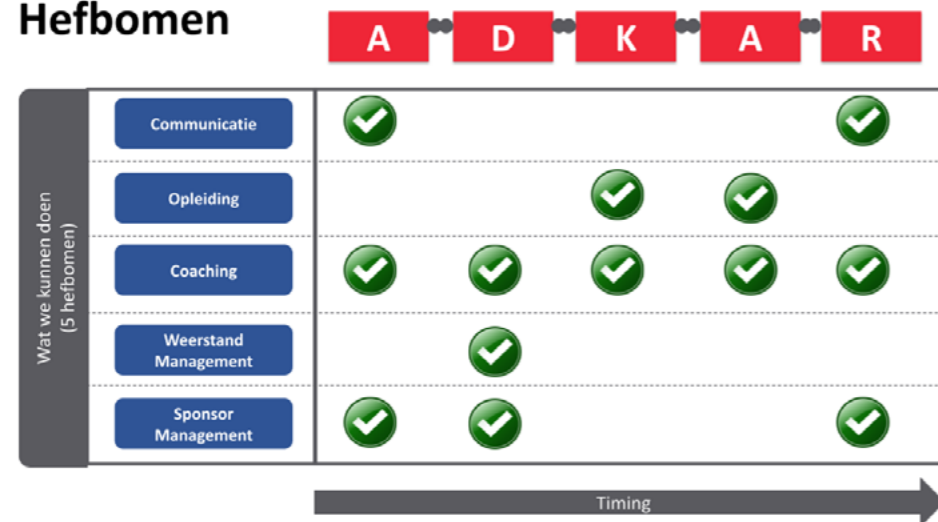 Hefbomen
A D K A R
Wat we kunnen doen
(5 hefbomen)
Communicatie
Opleiding
Coaching
Weerstand
Management
Sponsor
Management
Timing